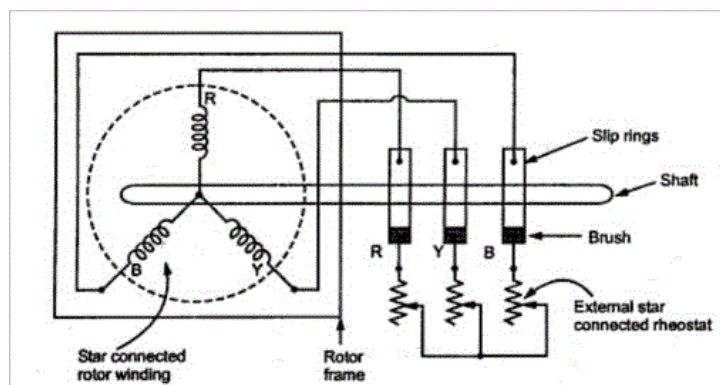 R
Slip rings
Shaft
Brush
R Y B
B
Y
External star
connected rheostat
Star connected
rotor winding
Rotor
frame